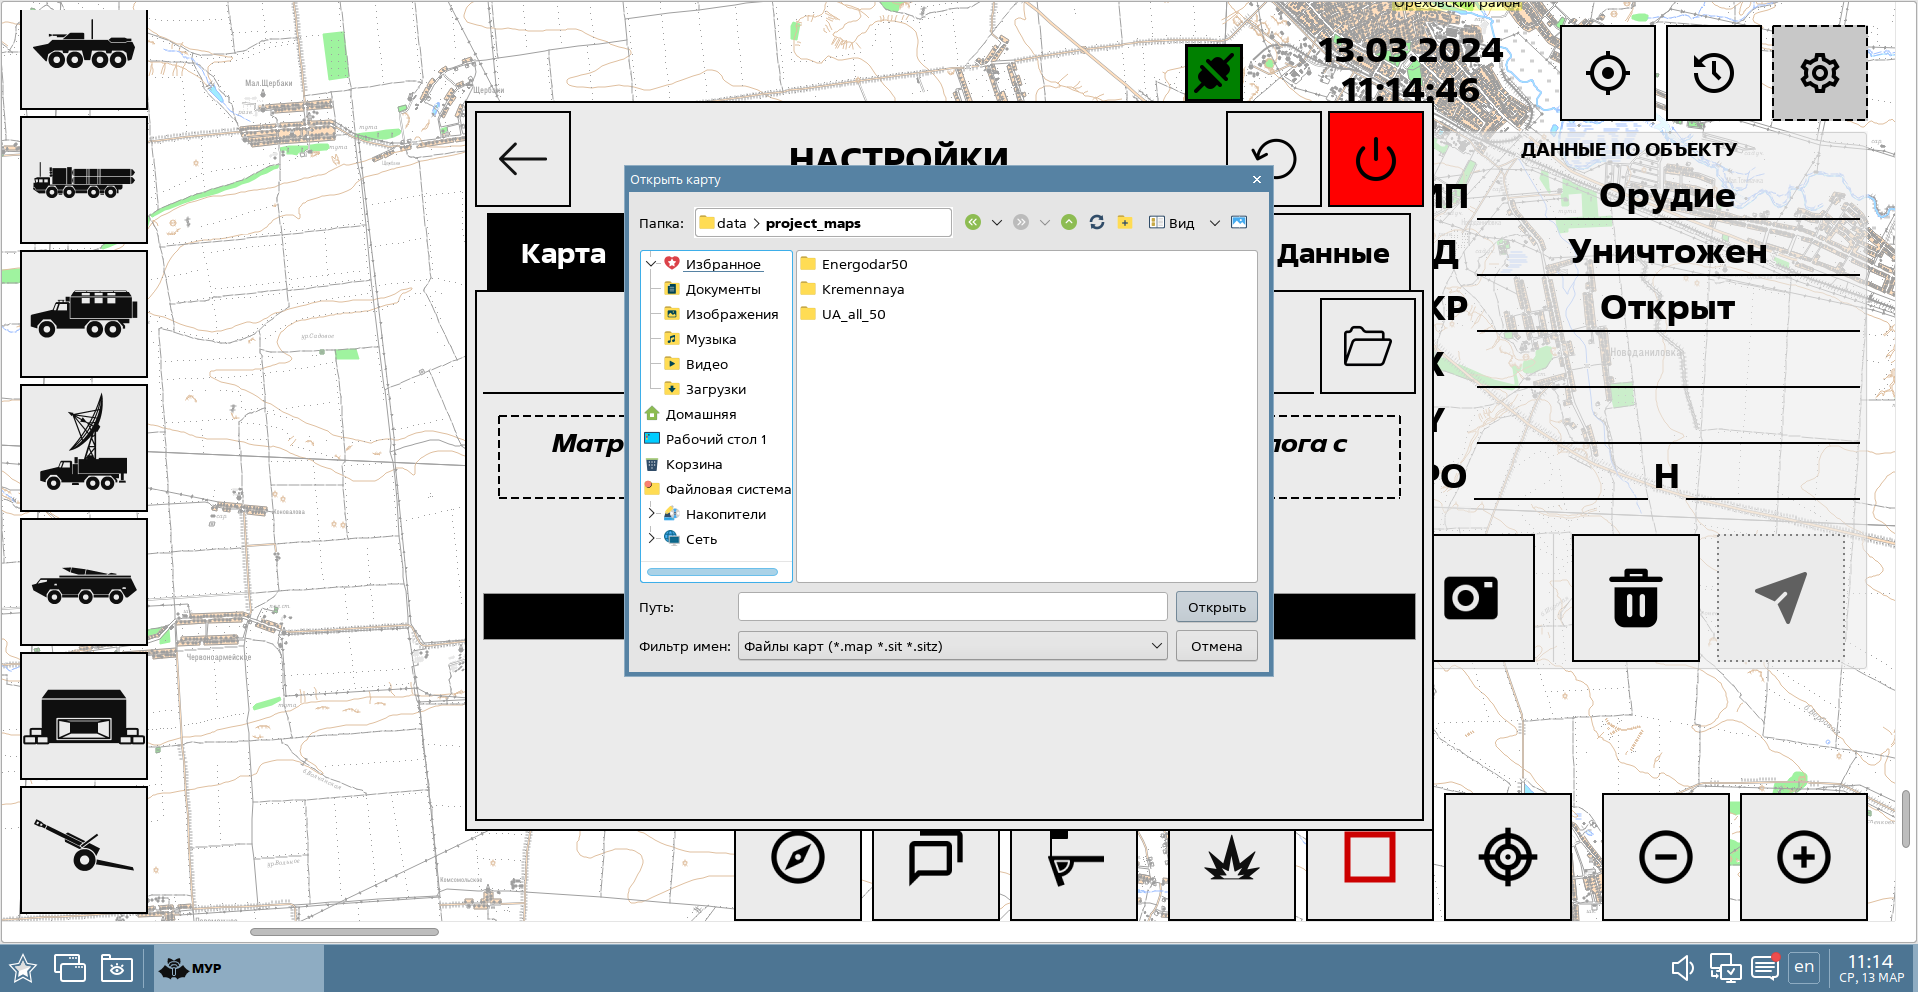 Ореховский район
13.03.2024
11:14:46
Мал.Щербаки
Щербаки
НАСТРОЙКИ
ДАННЫЕ ПО ОБЪЕКТУ
ИП Орудие
Д Уничтожен
КР Открыт
X
Y
РО Н
Карта
Данные
Матр
лога с
Открыть карту
Папка: data project_maps
Вид
Избранное
Документы
Изображения
Музыка
Видео
Загрузки
Домашняя
Рабочий стол 1
Корзина
Файловая система
Накопители
Сеть
Energodar50
Kremennaya
UA_all_50
Путь:
Открыть
Фильтр имен: Файлы карт (*.map *.sit *.sitz)
Отмена
Новоданиловка
Червоноармейское
Комсомольское
МУР
en
11:14
СР, 13 МАР